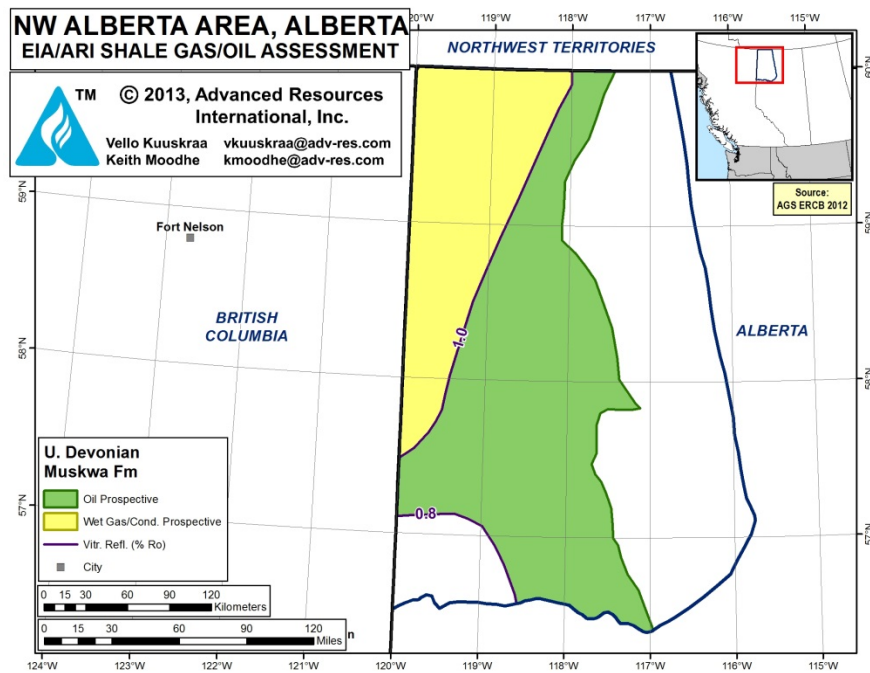 NW ALBERTA AREA, ALBERTA
EIA/ARI SHALE GAS/OIL ASSESSMENT
TM
© 2013, Advanced Resources
International, Inc.
Vello Kuuskraa vkuuskraa@adv-res.com
Keith Moodhe kmoodhe@adv-res.com
120°W 119°W 118°W 117°W 116°W 115°W
NORTHWEST TERRITORIES
60°N
Source:
AGS ERCB 2012
59°N
59°N
Fort Nelson
BRITISH
COLUMBIA
ALBERTA
1.0
58°N
58°N
U. Devonian
Muskwa Fm
Oil Prospective
Wet Gas/Cond. Prospective
Vitr. Refl. (% Ro)
City
57°N
0.8
57°N
0 15 30 60 90 120
Kilometers
0 15 30 60 90 120
Miles
n
124°W 123°W 122°W 121°W 120°W 119°W 118°W 117°W 116°W 115°W